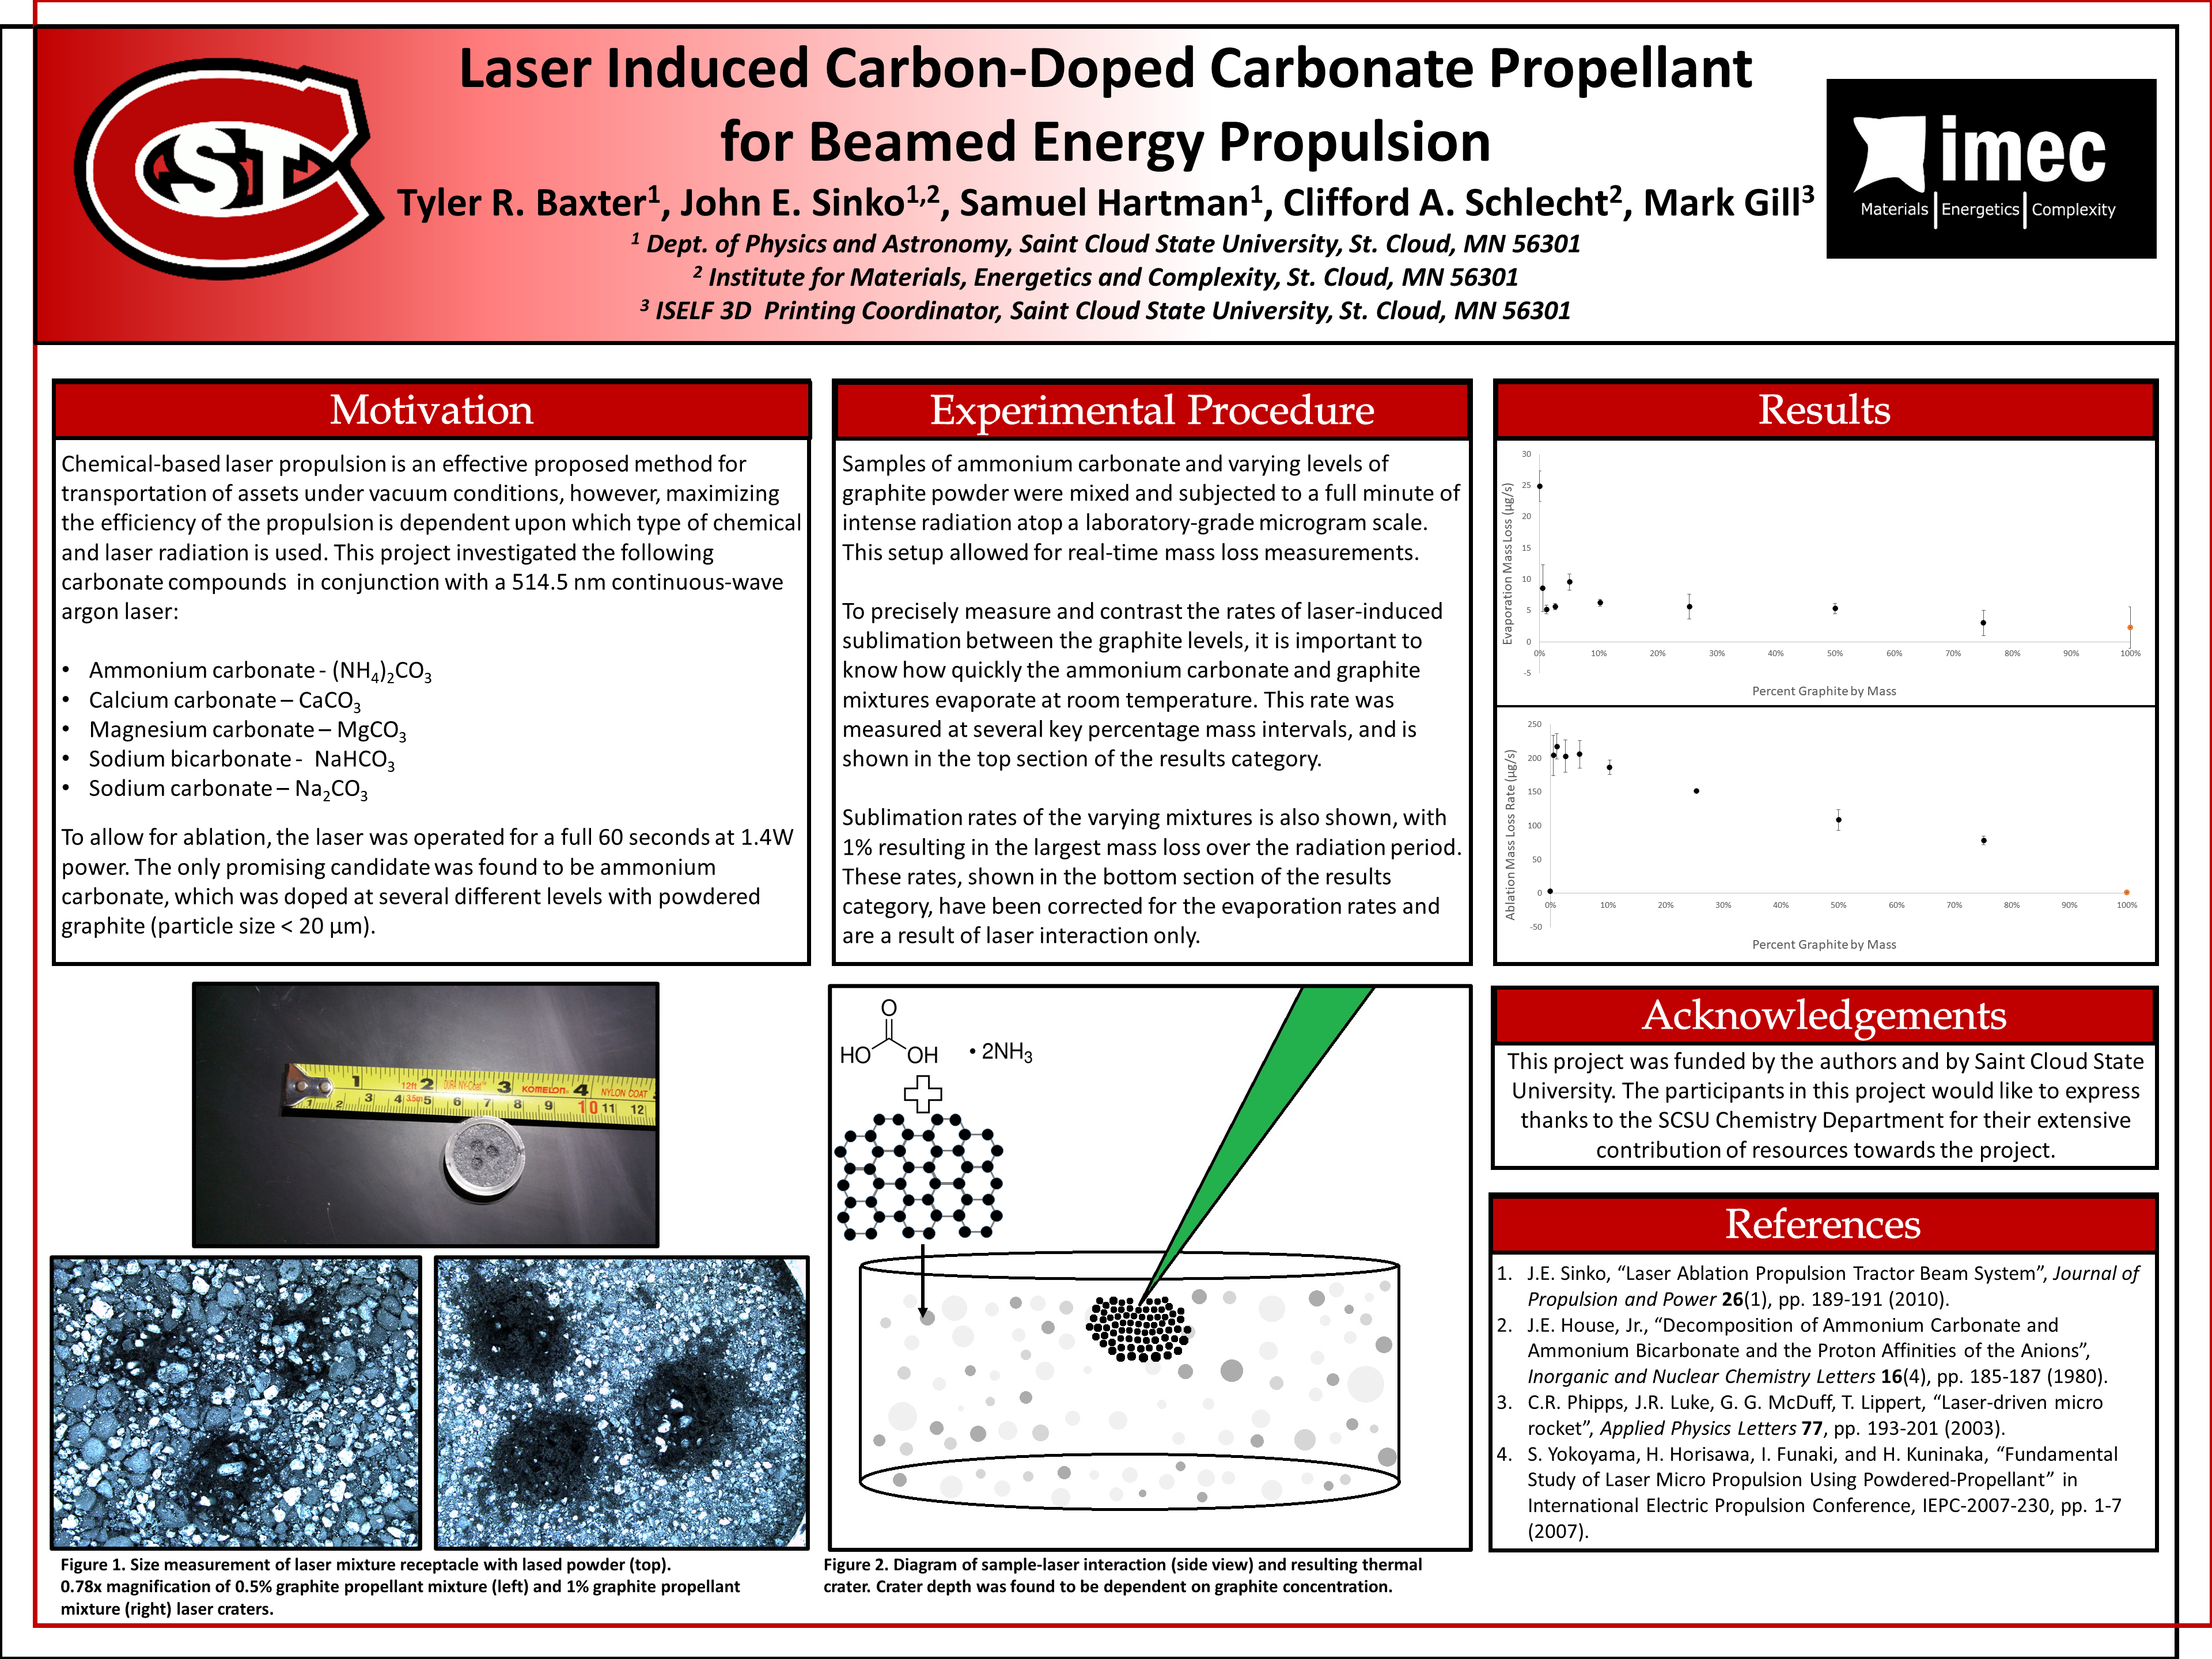 Laser Induced Carbon-Doped Carbonate Propellant
for Beamed Energy Propulsion
Tyler R. Baxter1, John E. Sinko1,2, Samuel Hartman1, Clifford A. Schlecht2, Mark Gill3
1 Dept. of Physics and Astronomy, Saint Cloud State University, St. Cloud, MN 56301
2 Institute for Materials, Energetics and Complexity, St. Cloud, MN 56301
3 ISELF 3D Printing Coordinator, Saint Cloud State University, St. Cloud, MN 56301
ST
C
imec
Materials | Energetics | Complexity
Motivation
Chemical-based laser propulsion is an effective proposed method for
transportation of assets under vacuum conditions, however, maximizing
the efficiency of the propulsion is dependent upon which type of chemical
and laser radiation is used. This project investigated the following
carbonate compounds in conjunction with a 514.5 nm continuous-wave
argon laser:
• Ammonium carbonate - (NH4)2CO3
• Calcium carbonate – CaCO3
• Magnesium carbonate – MgCO3
• Sodium bicarbonate - NaHCO3
• Sodium carbonate – Na2CO3
To allow for ablation, the laser was operated for a full 60 seconds at 1.4W
power. The only promising candidate was found to be ammonium
carbonate, which was doped at several different levels with powdered
graphite (particle size < 20 µm).
1 12ft 2 DURA NY-Coat 3 KOMELON 4 NYLON COAT
1 2 3 4 3.5m 5 6 7 8 9 10 11 12
Figure 1. Size measurement of laser mixture receptacle with lased powder (top).
0.78x magnification of 0.5% graphite propellant mixture (left) and 1% graphite propellant
mixture (right) laser craters.
Experimental Procedure
Samples of ammonium carbonate and varying levels of
graphite powder were mixed and subjected to a full minute of
intense radiation atop a laboratory-grade microgram scale.
This setup allowed for real-time mass loss measurements.
To precisely measure and contrast the rates of laser-induced
sublimation between the graphite levels, it is important to
know how quickly the ammonium carbonate and graphite
mixtures evaporate at room temperature. This rate was
measured at several key percentage mass intervals, and is
shown in the top section of the results category.
Sublimation rates of the varying mixtures is also shown, with
1% resulting in the largest mass loss over the radiation period.
These rates, shown in the bottom section of the results
category, have been corrected for the evaporation rates and
are a result of laser interaction only.
O
HO OH • 2NH3
Figure 2. Diagram of sample-laser interaction (side view) and resulting thermal
crater. Crater depth was found to be dependent on graphite concentration.
Results
Evaporation Mass Loss (µg/s)
30
25
20
15
10
5
0
-5
0% 10% 20% 30% 40% 50% 60% 70% 80% 90% 100%
Percent Graphite by Mass
Ablation Mass Loss Rate (µg/s)
250
200
150
100
50
0
-50
0% 10% 20% 30% 40% 50% 60% 70% 80% 90% 100%
Percent Graphite by Mass
Acknowledgements
This project was funded by the authors and by Saint Cloud State
University. The participants in this project would like to express
thanks to the SCSU Chemistry Department for their extensive
contribution of resources towards the project.
References
1. J.E. Sinko, “Laser Ablation Propulsion Tractor Beam System”, Journal of
Propulsion and Power 26(1), pp. 189-191 (2010).
2. J.E. House, Jr., “Decomposition of Ammonium Carbonate and
Ammonium Bicarbonate and the Proton Affinities of the Anions”,
Inorganic and Nuclear Chemistry Letters 16(4), pp. 185-187 (1980).
3. C.R. Phipps, J.R. Luke, G. G. McDuff, T. Lippert, “Laser-driven micro
rocket”, Applied Physics Letters 77, pp. 193-201 (2003).
4. S. Yokoyama, H. Horisawa, I. Funaki, and H. Kuninaka, “Fundamental
Study of Laser Micro Propulsion Using Powdered-Propellant” in
International Electric Propulsion Conference, IEPC-2007-230, pp. 1-7
(2007).